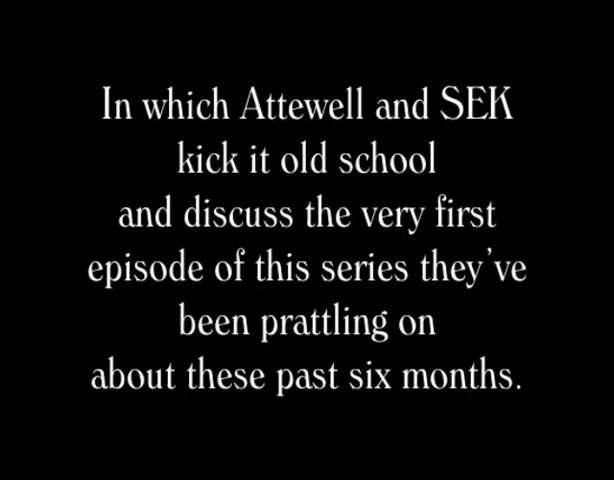 In which Attewell and SEK
kick it old school
and discuss the very first
episode of this series they've
been prattling on
about these past six months.